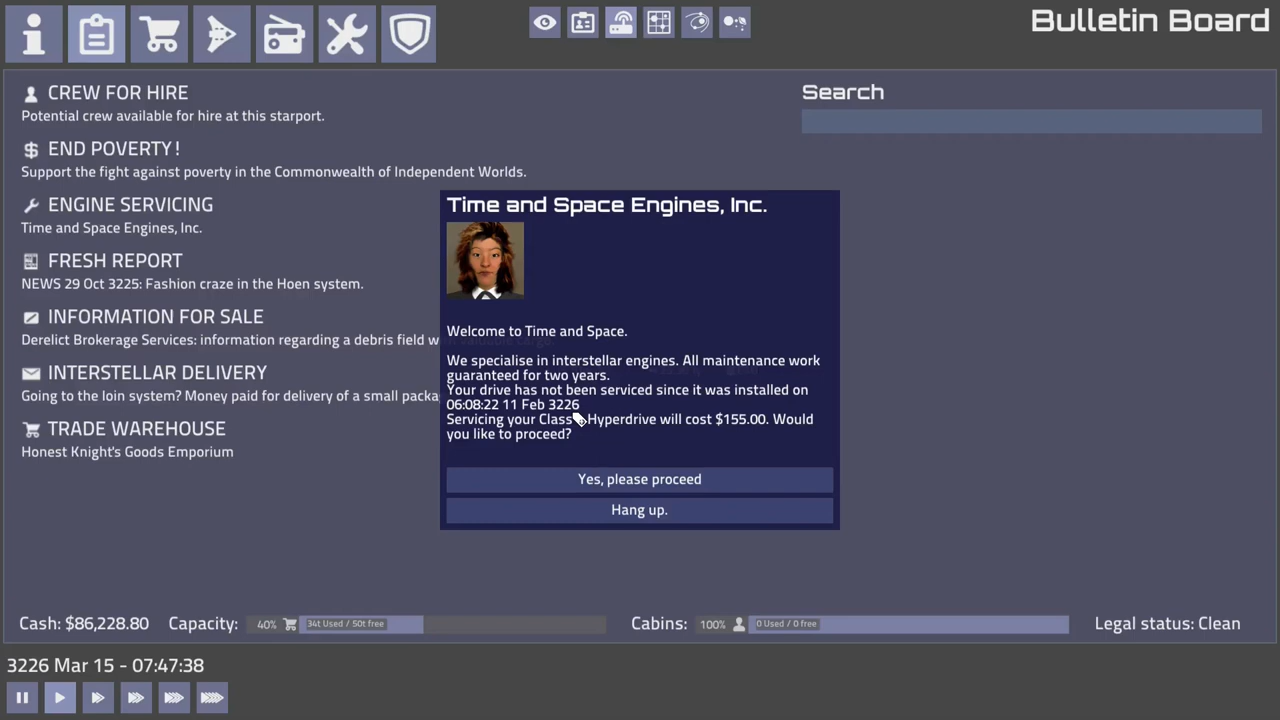 Bulletin Board
CREW FOR HIRE
Potential crew available for hire at this starport.
END POVERTY!
Support the fight against poverty in the Commonwealth of Independent Worlds.
ENGINE SERVICING
Time and Space Engines, Inc.
FRESH REPORT
NEWS 29 Oct 3225: Fashion craze in the Hoen system.
INFORMATION FOR SALE
Derelict Brokerage Services: information regarding a debris field with valuable cargo.
INTERSTELLAR DELIVERY
Going to the Ioin system? Money paid for delivery of a small packa
TRADE WAREHOUSE
Honest Knight's Goods Emporium
Search
Time and Space Engines, Inc.
Welcome to Time and Space.
We specialise in interstellar engines. All maintenance work
guaranteed for two years.
Your drive has not been serviced since it was installed on
06:08:22 11 Feb 3226
Servicing your Class Hyperdrive will cost $155.00. Would
you like to proceed?
Yes, please proceed
Hang up.
Cash: $86,228.80
Capacity:
40%
34t Used / 50t free
Cabins:
100%
0 Used / 0 free
Legal status: Clean
3226 Mar 15 - 07:47:38